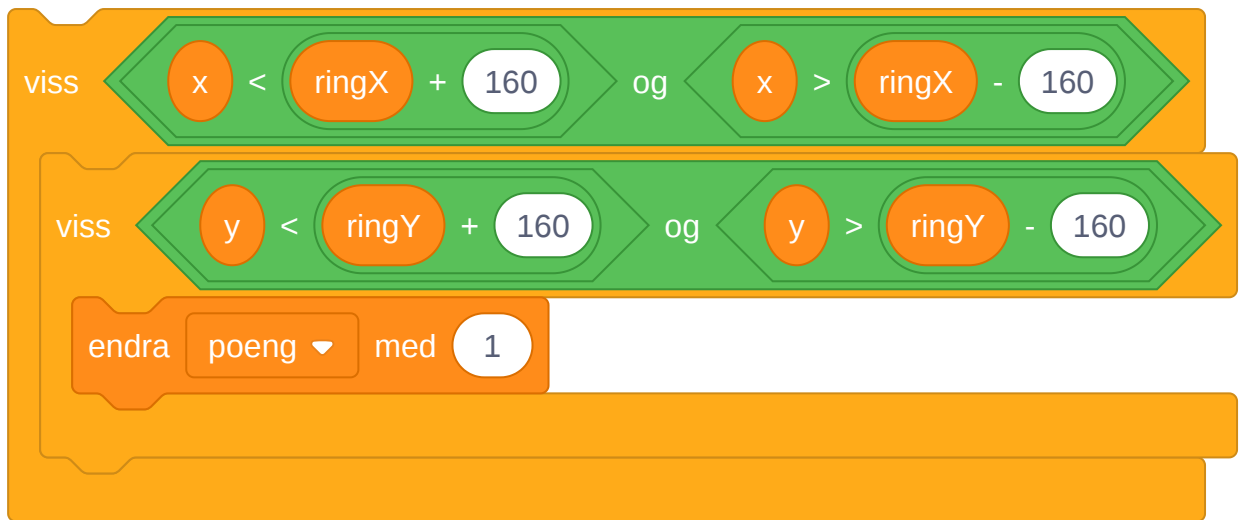 viss x < ringX + 160 og x > ringX - 160
viss y < ringY + 160 og y > ringY - 160
endra poeng med 1